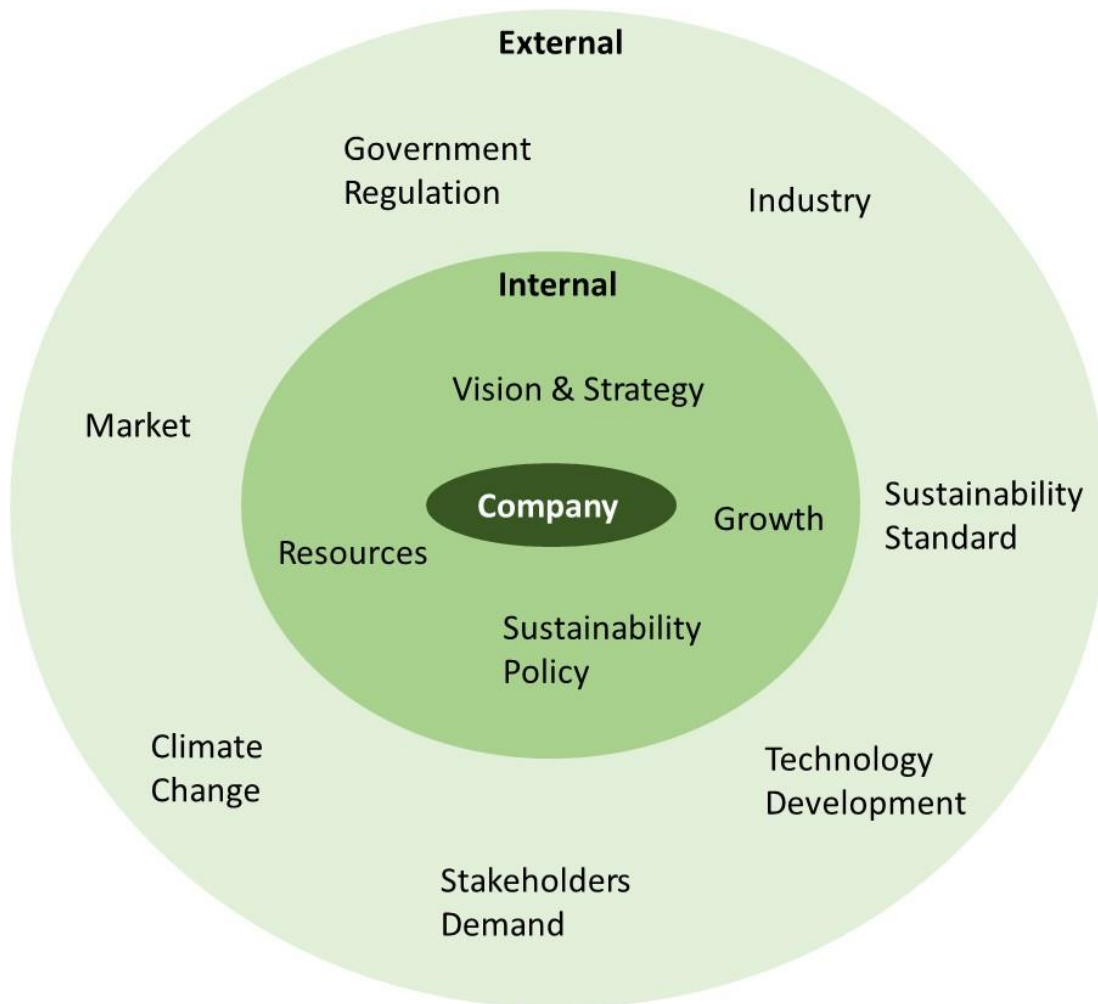 External
Government
Regulation
Industry
Internal
Vision & Strategy
Market
Company
Growth
Sustainability
Standard
Resources
Sustainability
Policy
Climate
Change
Technology
Development
Stakeholders
Demand